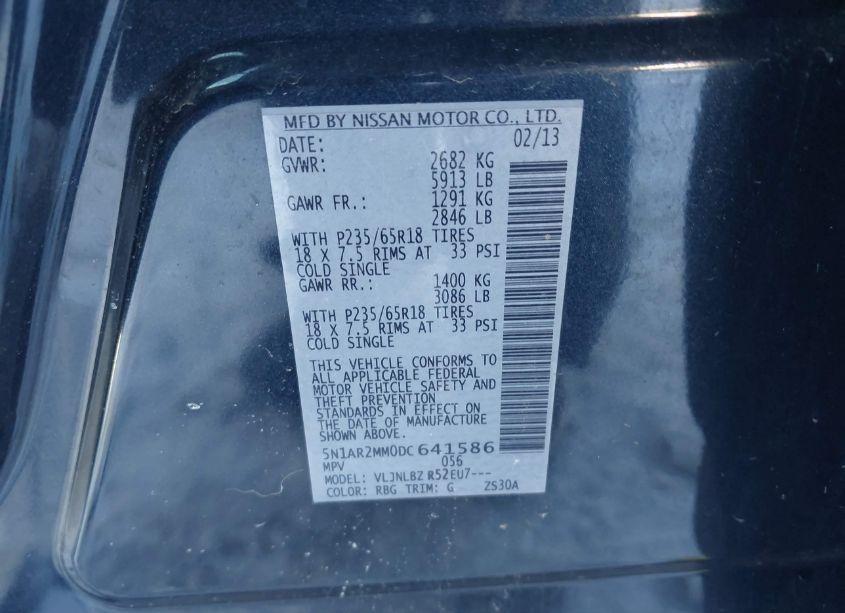 MFD BY NISSAN MOTOR CO., LTD.
DATE: 02/13
GVWR: 2682 KG
5913 LB
GAWR FR.: 1291 KG
2846 LB
WITH P235/65R18 TIRES
18 X 7.5 RIMS AT 33 PSI
COLD SINGLE
GAWR RR.: 1400 KG
3086 LB
WITH P235/65R18 TIRES
18 X 7.5 RIMS AT 33 PSI
COLD SINGLE
THIS VEHICLE CONFORMS TO
ALL APPLICABLE FEDERAL
MOTOR VEHICLE SAFETY AND
THEFT PREVENTION
STANDARDS IN EFFECT ON
THE DATE OF MANUFACTURE
SHOWN ABOVE.
5N1AR2MM0DC641586
MPV 056
MODEL: VLJNLBZ R52EU7---
COLOR: RBG TRIM: G ZS30A